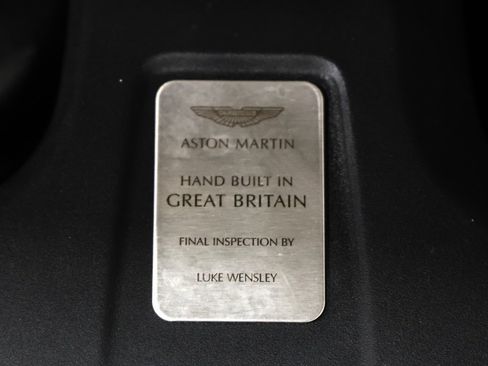 ASTON MARTIN
HAND BUILT IN
GREAT BRITAIN
FINAL INSPECTION BY
LUKE WENSLEY